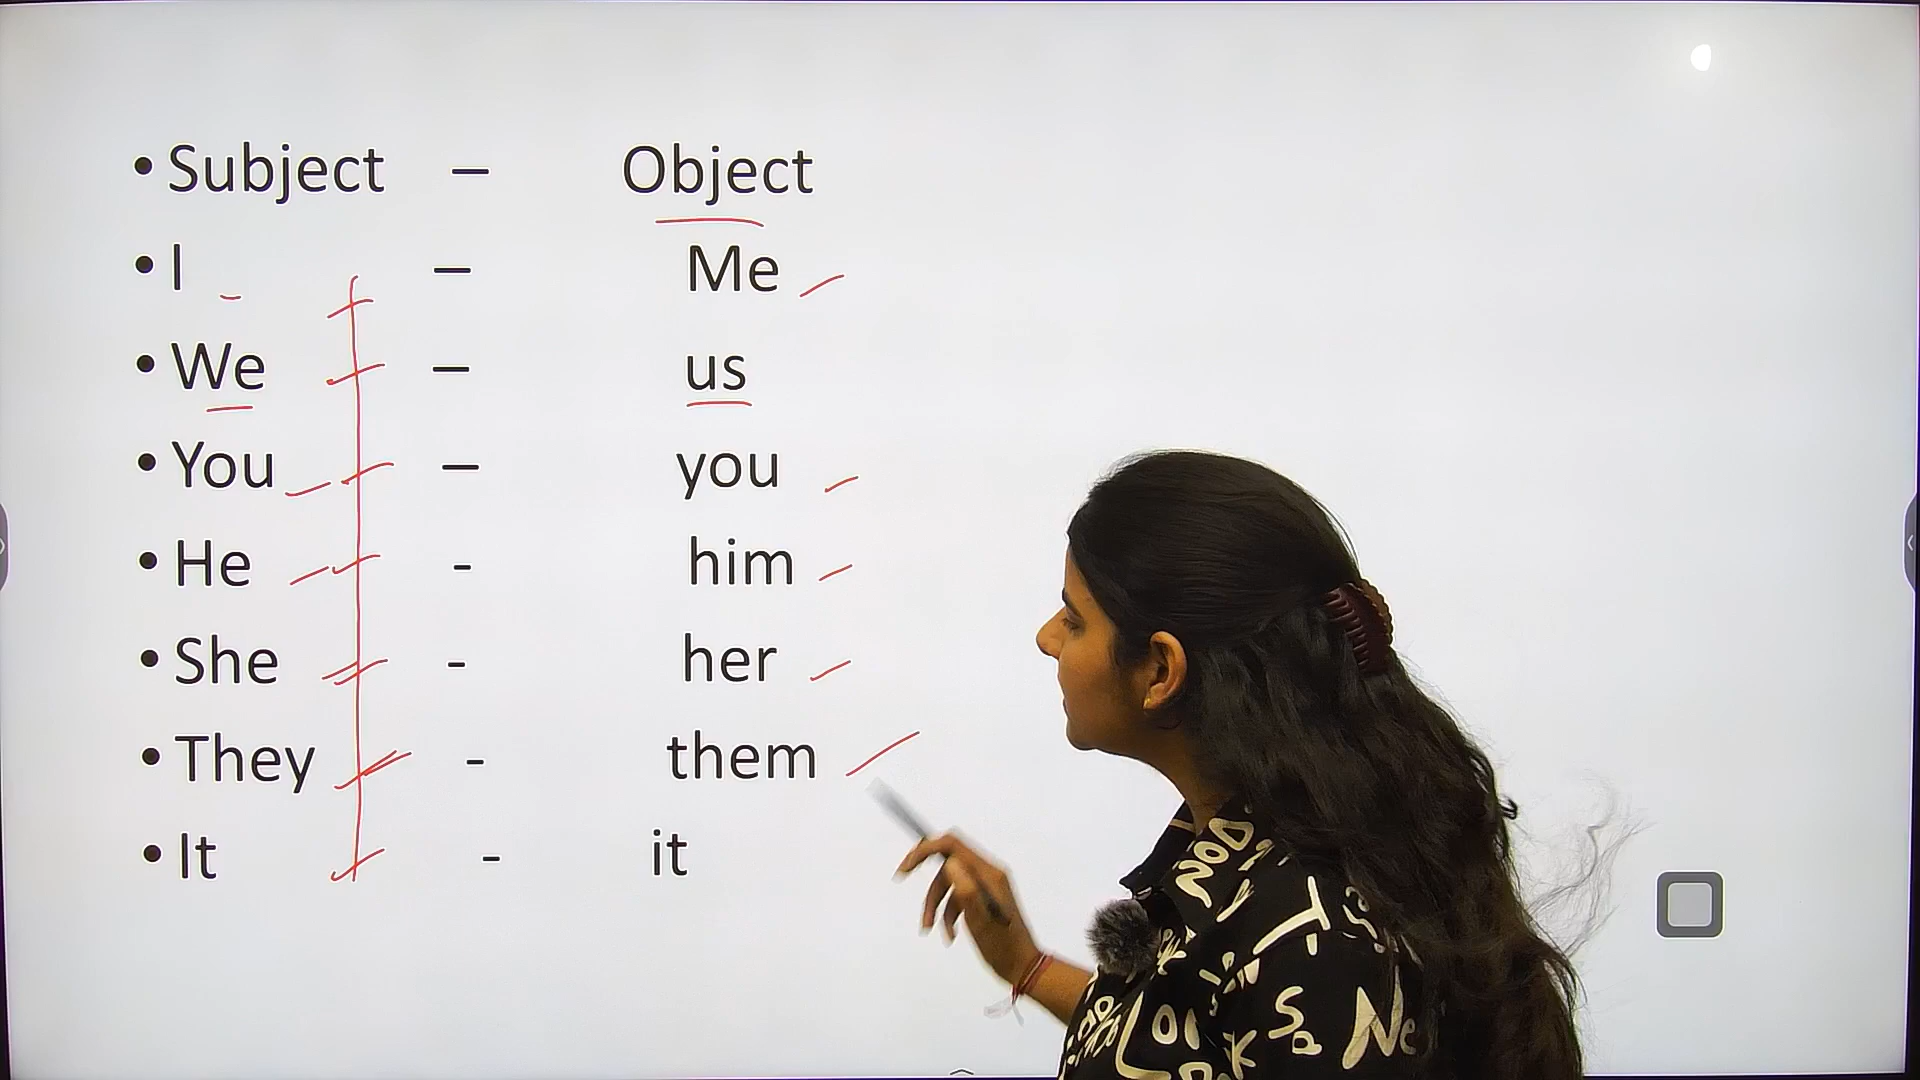 • Subject – Object
• I – Me
• We – us
• You – you
• He - him
• She - her
• They - them
• It - it